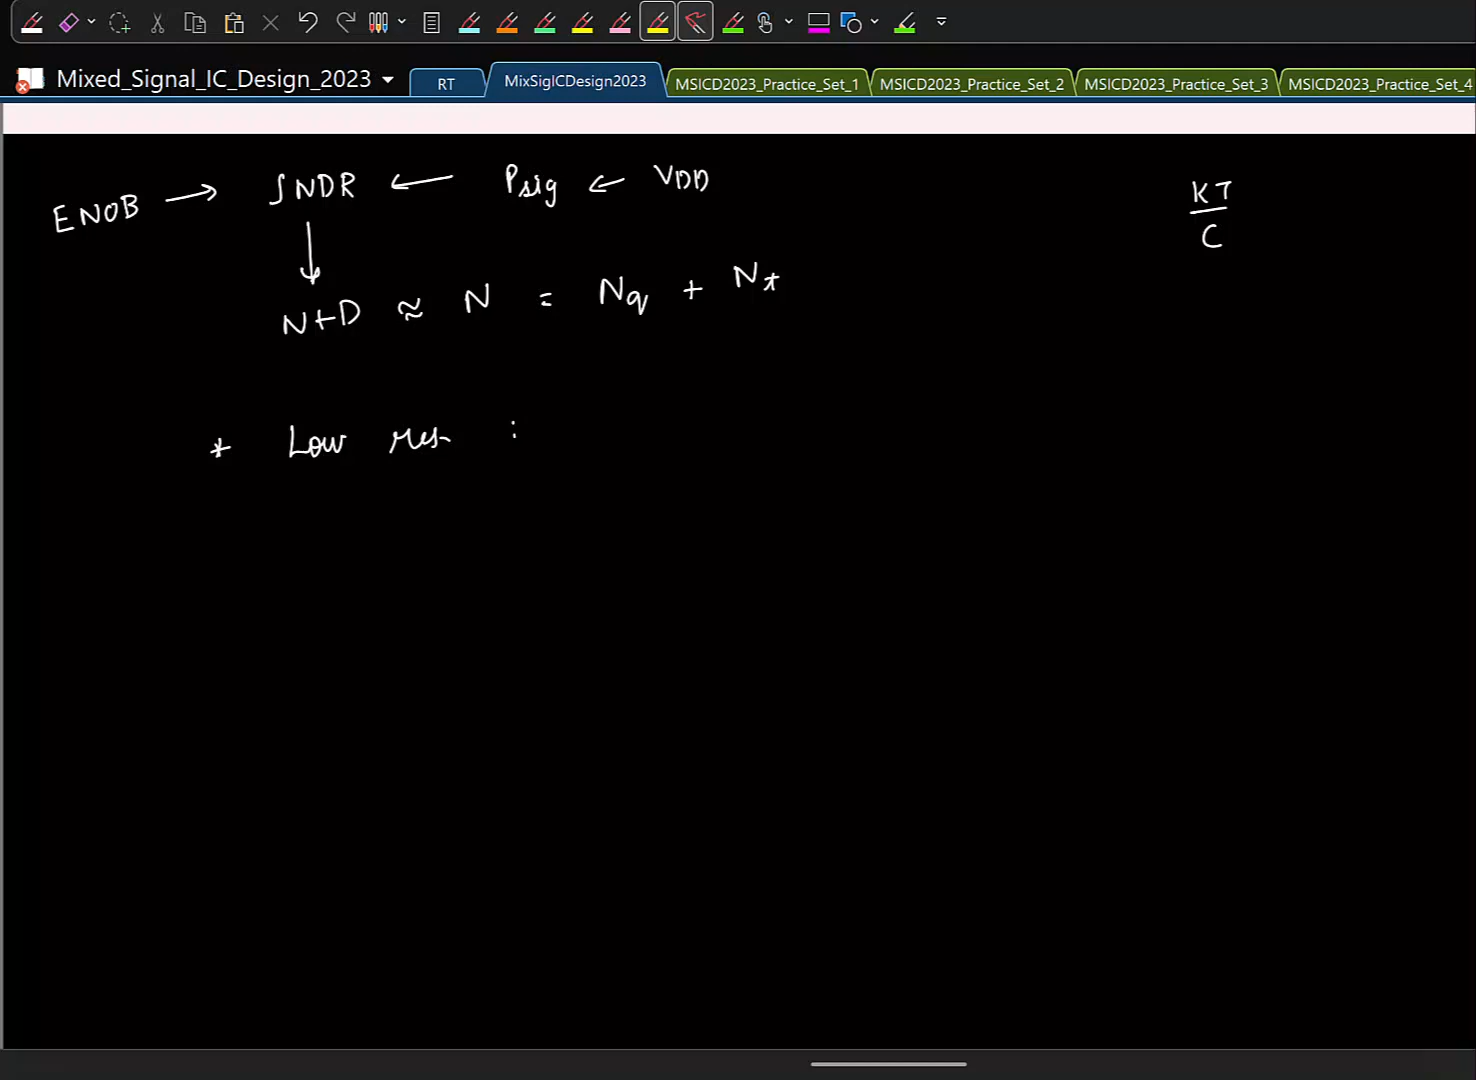 Mixed_Signal_IC_Design_2023
RT
MixSigICDesign2023
MSICD2023_Practice_Set_1
MSICD2023_Practice_Set_2
MSICD2023_Practice_Set_3
MSICD2023_Practice_Set_4
ENOB → SNDR ← Psig ← VDD
KT
C
↓
N+D ≈ N = Nq + Nt
* Low res :